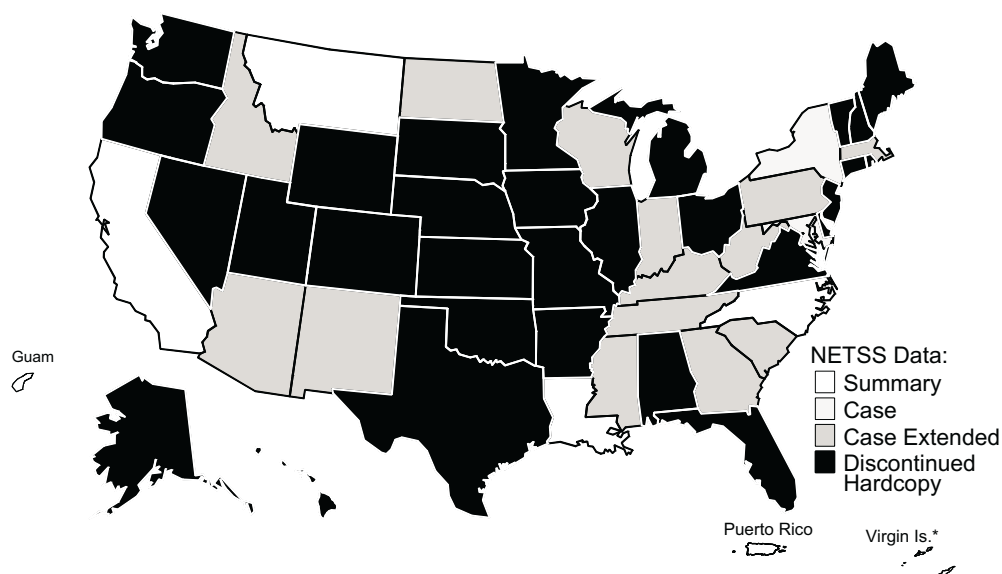 Guam
NETSS Data:
Summary
Case
Case Extended
Discontinued
Hardcopy
Puerto Rico
Virgin Is.*